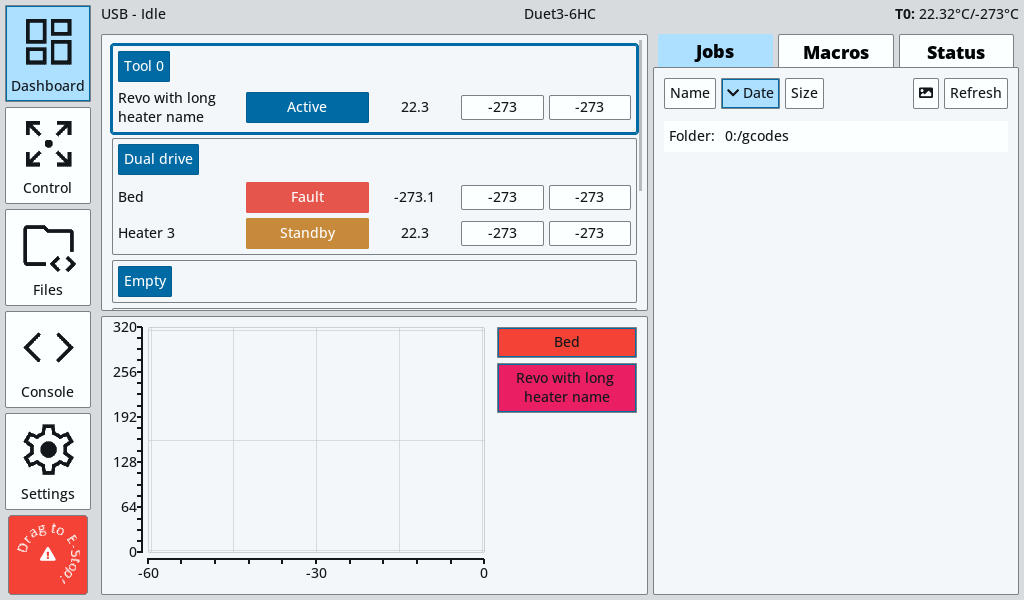 USB - Idle
Duet3-6HC
T0: 22.32°C/-273°C
Dashboard
Control
Files
Console
Settings
Drag to E-Stop!
Tool 0
Revo with long
heater name
Active
22.3
-273
-273
Dual drive
Bed
Fault
-273.1
-273
-273
Heater 3
Standby
22.3
-273
-273
Empty
320
256
192
128
64
0
-60
-30
0
Bed
Revo with long
heater name
Jobs
Macros
Status
Name
Date
Size
Refresh
Folder: 0:/gcodes